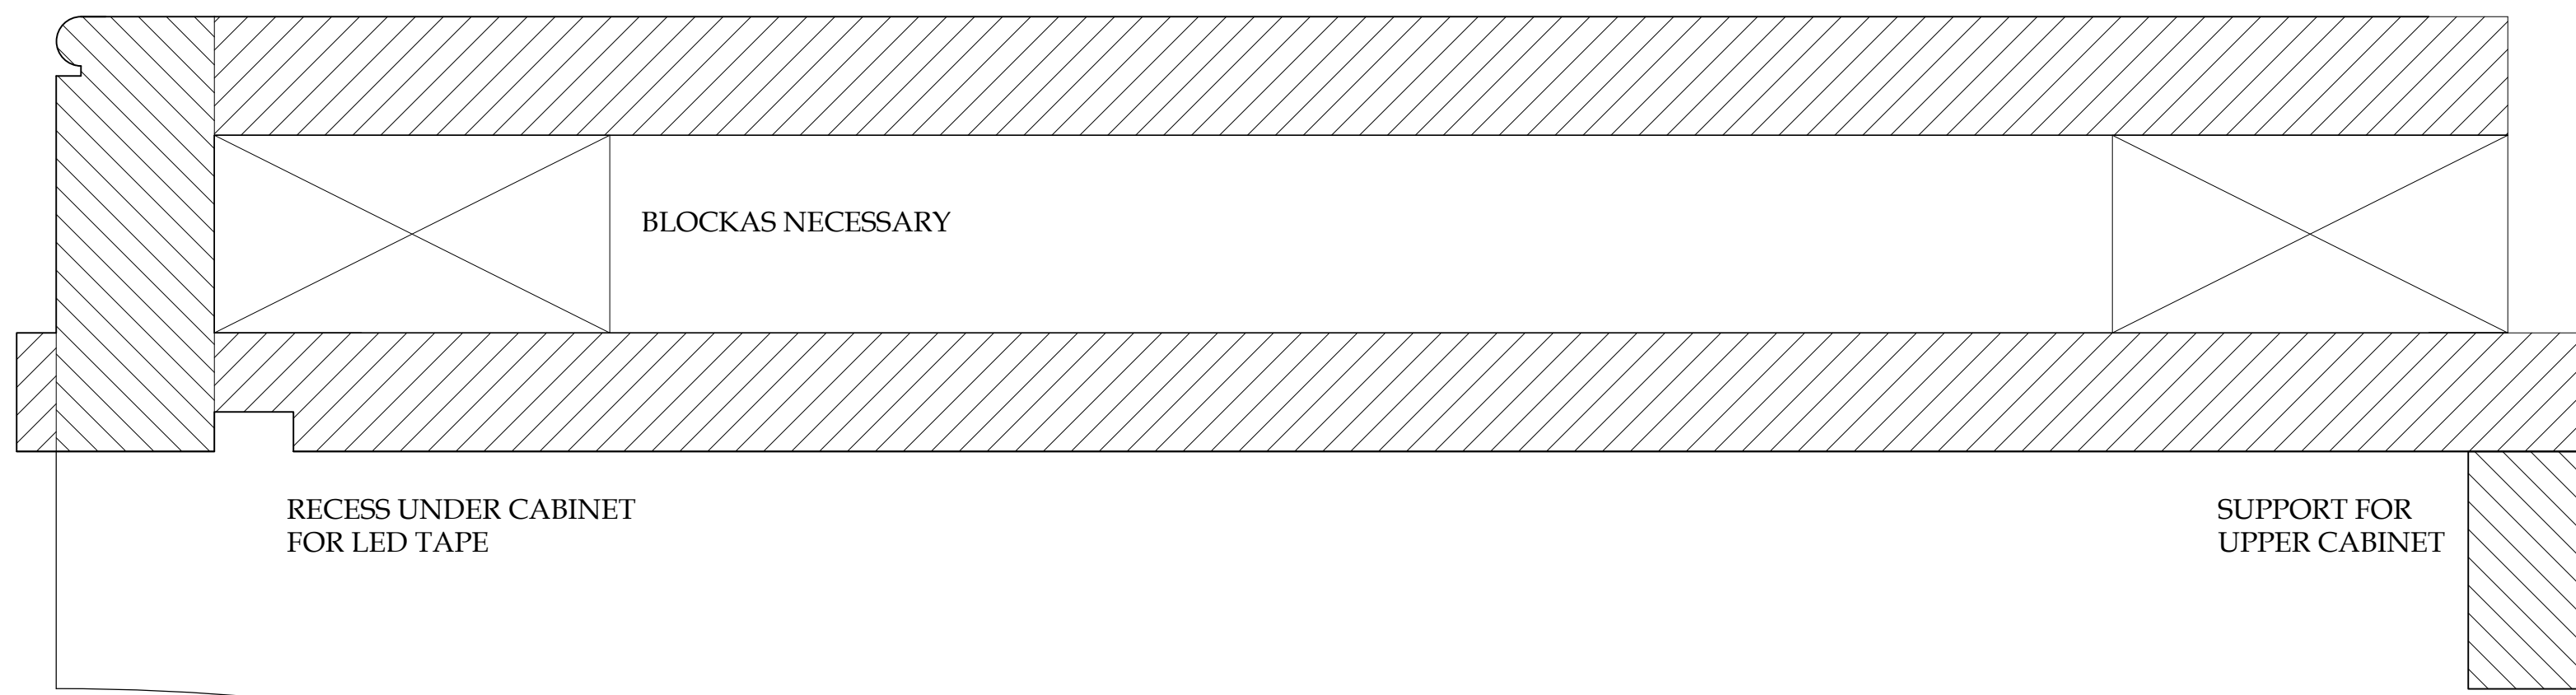 BLOCKAS NECESSARY
RECESS UNDER CABINET
FOR LED TAPE
SUPPORT FOR
UPPER CABINET